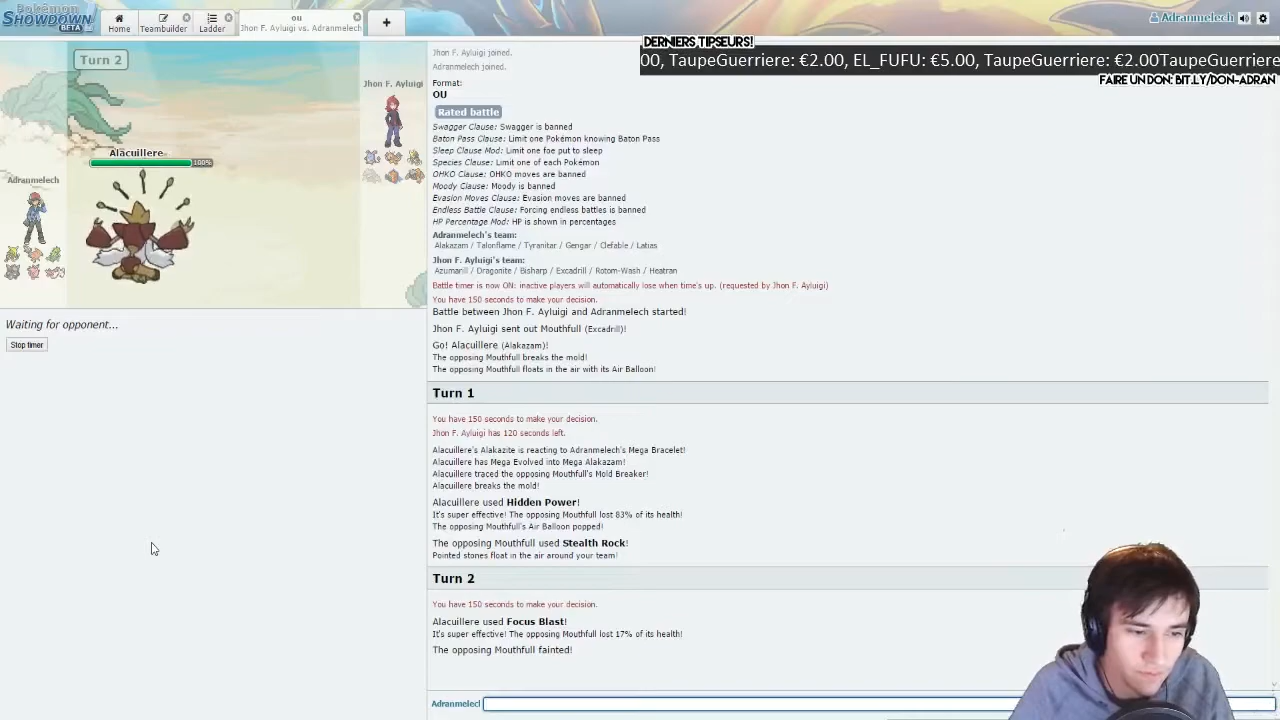 Pokémon
SHOWDOWN
BETA
Home
Teambuilder
Ladder
ou
Jhon F. Ayluigi vs. Adranmelech
Adranmelech
DERNIERS TIPSEURS!
00, TaupeGuerriere: €2.00, EL_FUFU: €5.00, TaupeGuerriere: €2.00TaupeGuerriere
FAIRE UN DON: BIT.LY/DON-ADRAN
Turn 2
Jhon F. Ayluigi
Alacuillere
100%
Adranmelech
Waiting for opponent...
Stop timer
Jhon F. Ayluigi joined.
Adranmelech joined.
Format:
OU
Rated battle
Swagger Clause: Swagger is banned
Baton Pass Clause: Limit one Pokémon knowing Baton Pass
Sleep Clause Mod: Limit one foe put to sleep
Species Clause: Limit one of each Pokémon
OHKO Clause: OHKO moves are banned
Moody Clause: Moody is banned
Evasion Moves Clause: Evasion moves are banned
Endless Battle Clause: Forcing endless battles is banned
HP Percentage Mod: HP is shown in percentages
Adranmelech's team:
Alakazam / Talonflame / Tyranitar / Gengar / Clefable / Latias
Jhon F. Ayluigi's team:
Azumarill / Dragonite / Bisharp / Excadrill / Rotom-Wash / Heatran
Battle timer is now ON: inactive players will automatically lose when time's up. (requested by Jhon F. Ayluigi)
You have 150 seconds to make your decision.
Battle between Jhon F. Ayluigi and Adranmelech started!
Jhon F. Ayluigi sent out Mouthfull (Excadrill)!
Go! Alacuillere (Alakazam)!
The opposing Mouthfull breaks the mold!
The opposing Mouthfull floats in the air with its Air Balloon!
Turn 1
You have 150 seconds to make your decision.
Jhon F. Ayluigi has 120 seconds left.
Alacuillere's Alakazite is reacting to Adranmelech's Mega Bracelet!
Alacuillere has Mega Evolved into Mega Alakazam!
Alacuillere traced the opposing Mouthfull's Mold Breaker!
Alacuillere breaks the mold!
Alacuillere used Hidden Power!
It's super effective! The opposing Mouthfull lost 83% of its health!
The opposing Mouthfull's Air Balloon popped!
The opposing Mouthfull used Stealth Rock!
Pointed stones float in the air around your team!
Turn 2
You have 150 seconds to make your decision.
Alacuillere used Focus Blast!
It's super effective! The opposing Mouthfull lost 17% of its health!
The opposing Mouthfull fainted!
Adranmelecl